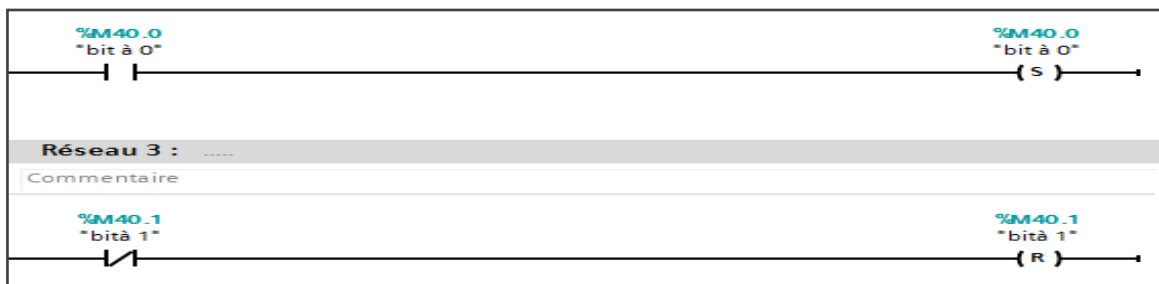 %M40.0 %M40.0
"bit à 0" "bit à 0"
S
Réseau 3 : .....
Commentaire
%M40.1 %M40.1
"bità 1" "bità 1"
R